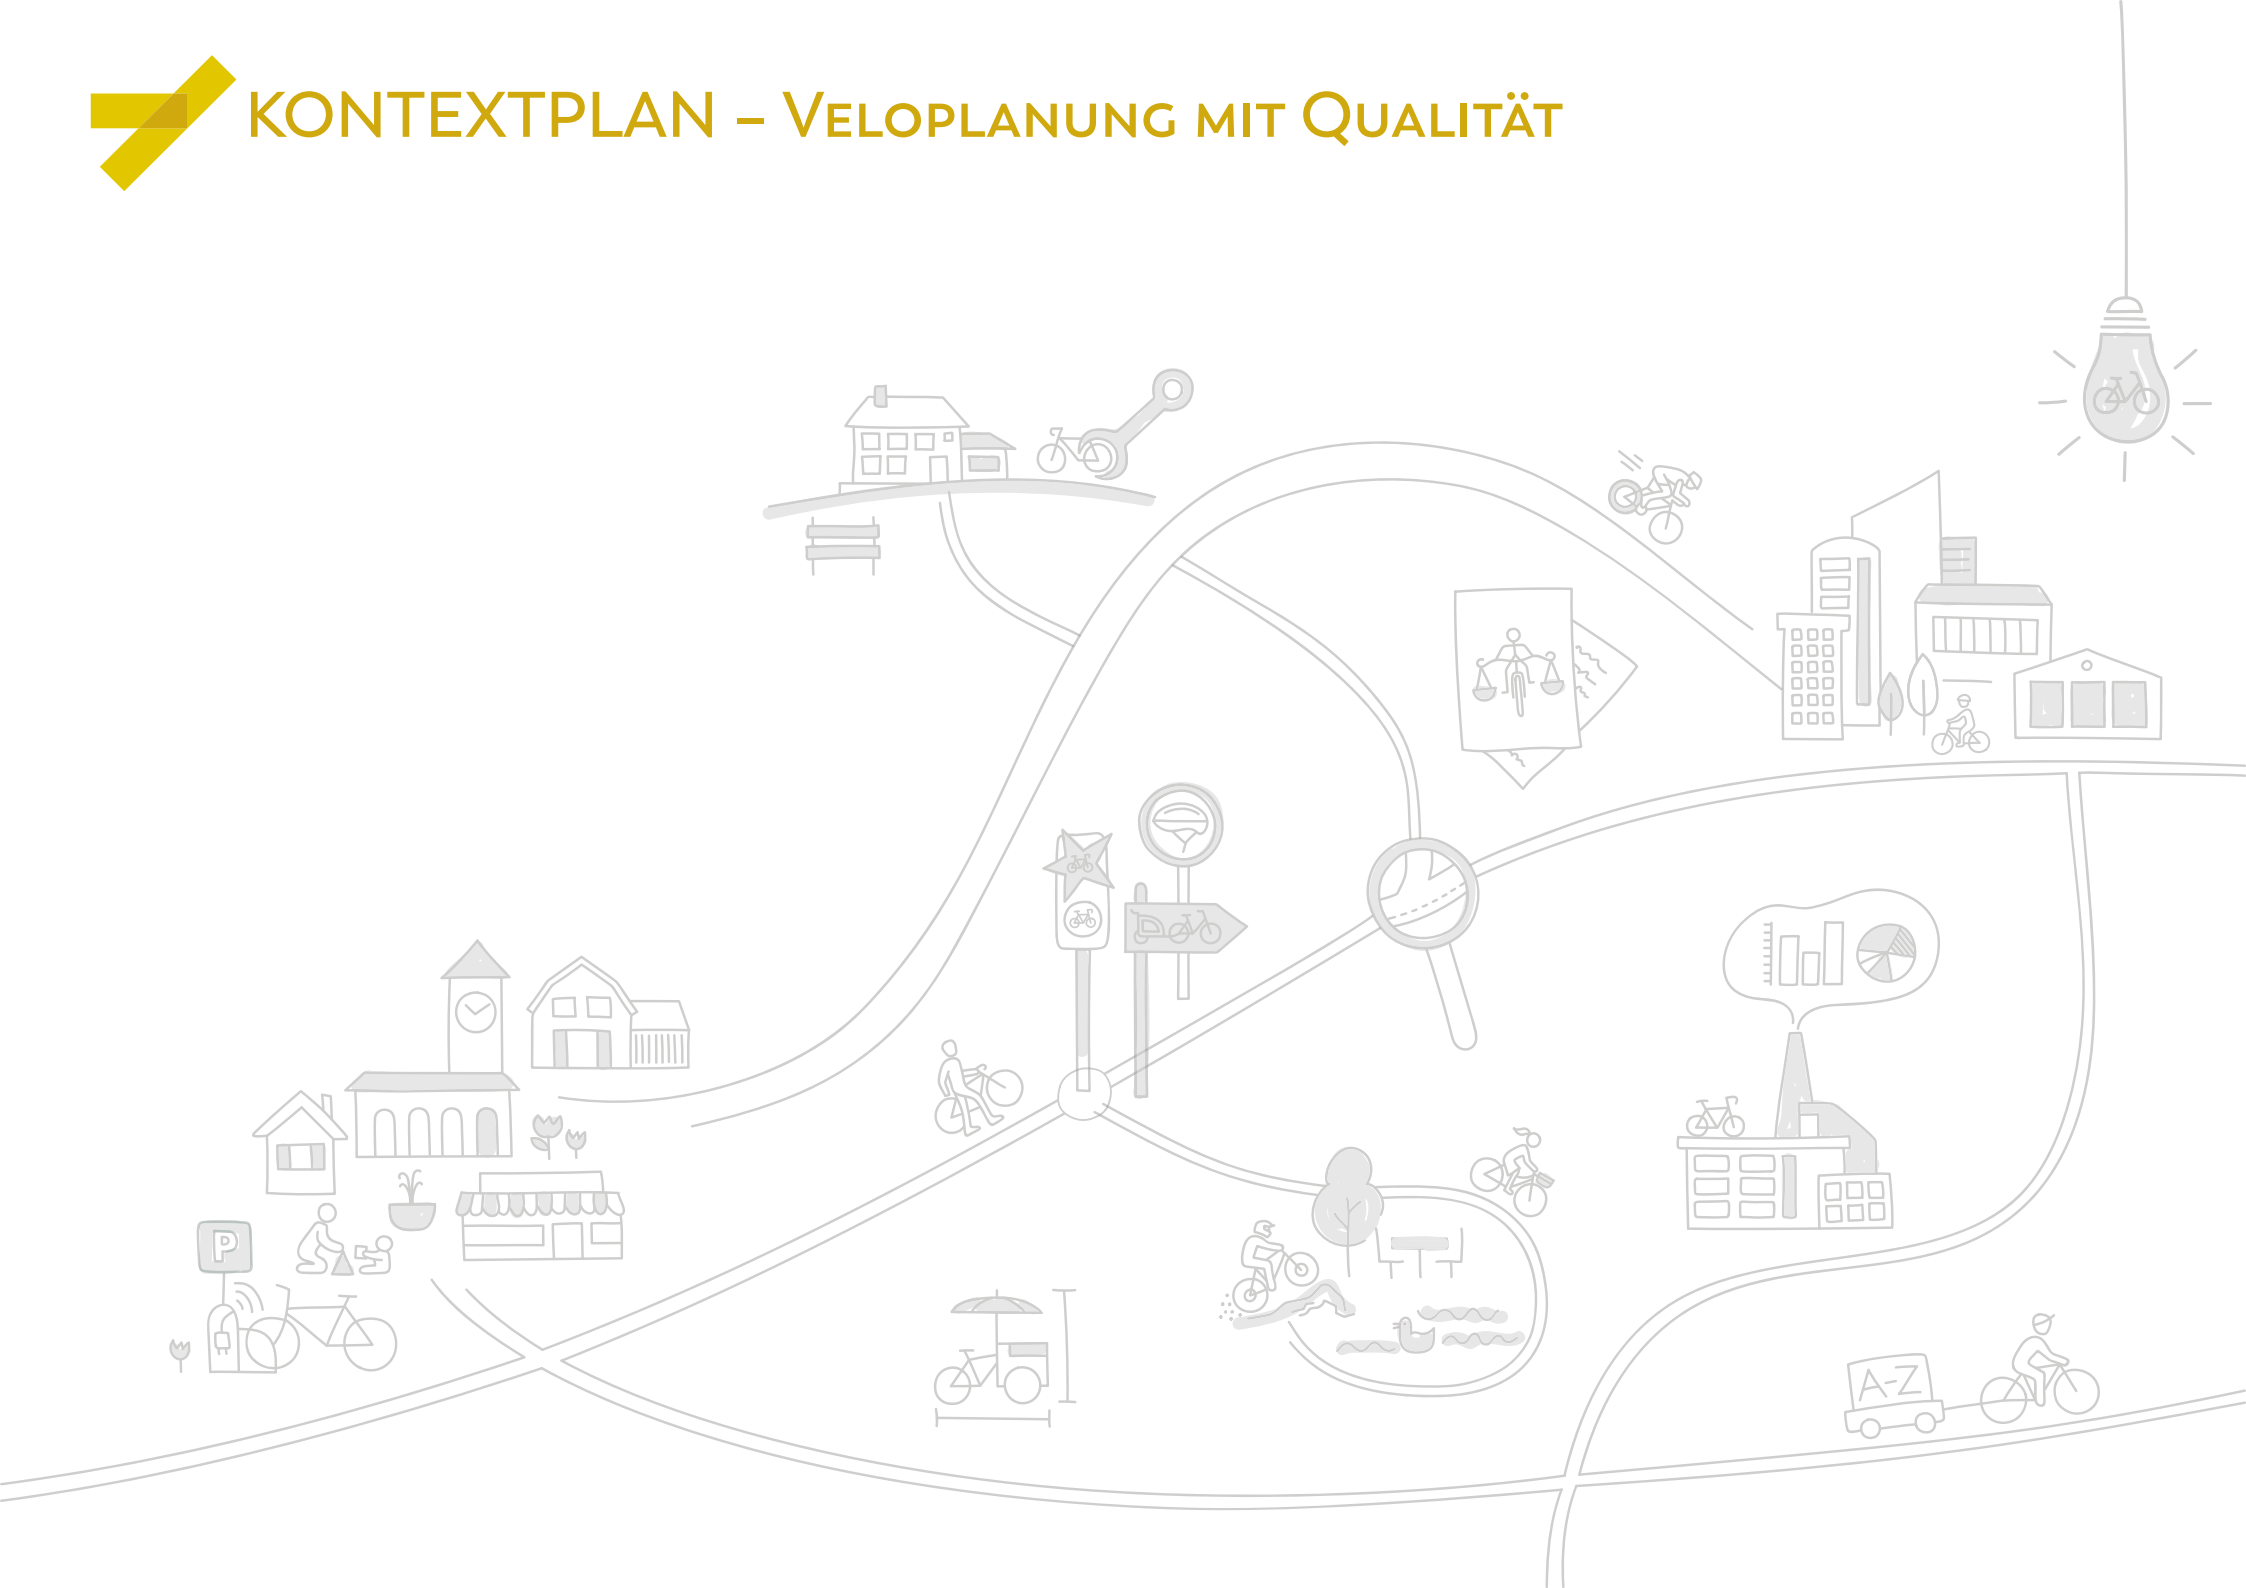 KONTEXTPLAN – VELOPLANUNG MIT QUALITÄT
P
A-Z